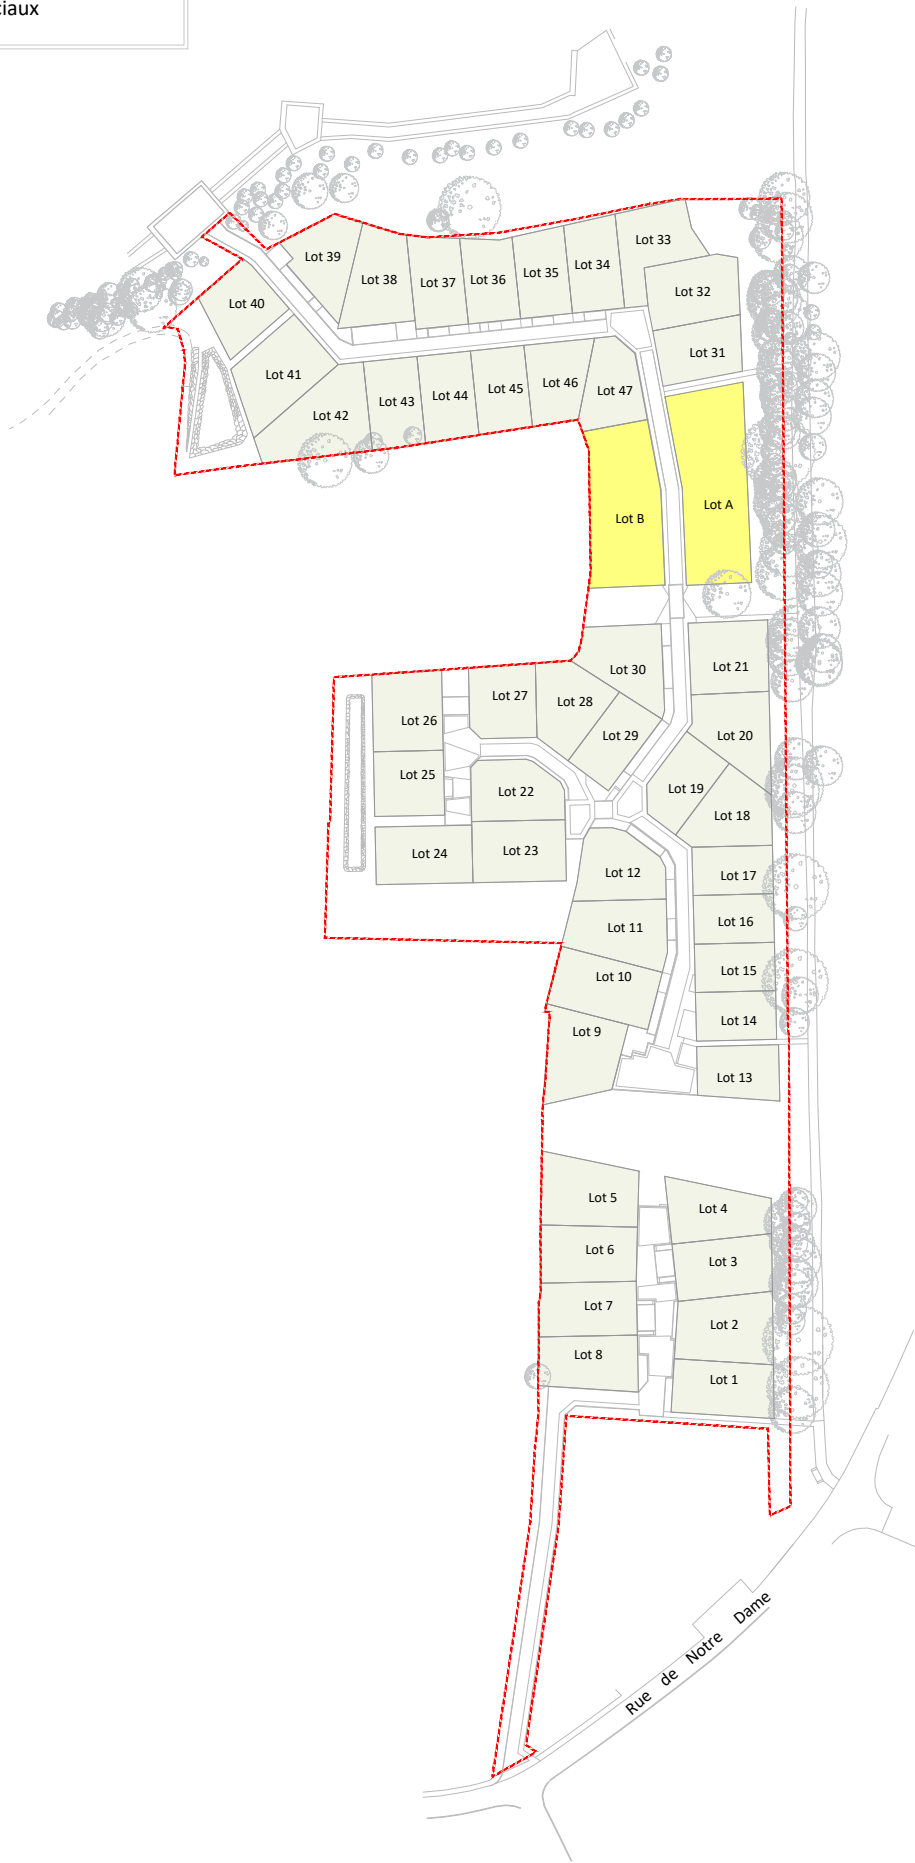 ciaux
Lot 33
Lot 39
Lot 38
Lot 37
Lot 36
Lot 35
Lot 34
Lot 32
Lot 40
Lot 31
Lot 41
Lot 42
Lot 43
Lot 44
Lot 45
Lot 46
Lot 47
Lot A
Lot B
Lot 30
Lot 21
Lot 27
Lot 28
Lot 26
Lot 29
Lot 20
Lot 25
Lot 22
Lot 19
Lot 18
Lot 24
Lot 23
Lot 12
Lot 17
Lot 11
Lot 16
Lot 10
Lot 15
Lot 9
Lot 14
Lot 13
Lot 5
Lot 4
Lot 6
Lot 3
Lot 7
Lot 2
Lot 8
Lot 1
Rue de Notre Dame